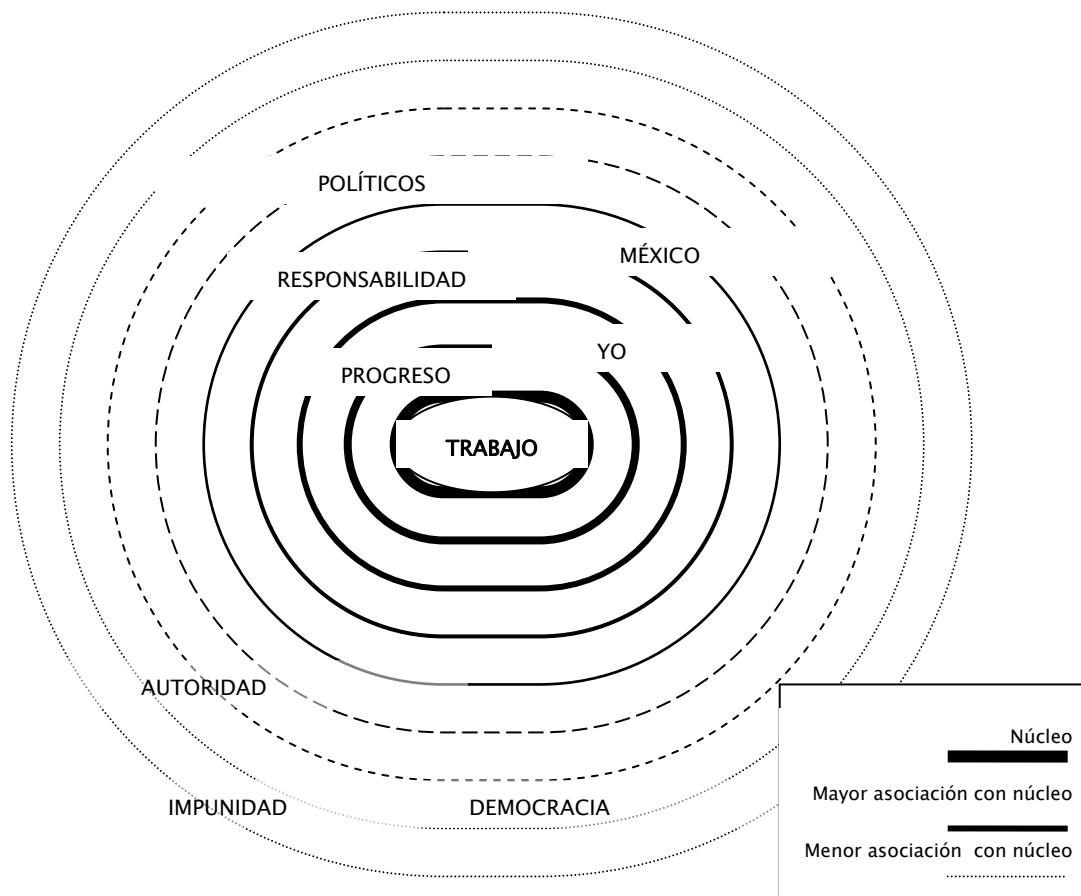 POLÍTICOS
MÉXICO
RESPONSABILIDAD
YO
PROGRESO
TRABAJO
AUTORIDAD
IMPUNIDAD
DEMOCRACIA
Núcleo
Mayor asociación con núcleo
Menor asociación con núcleo